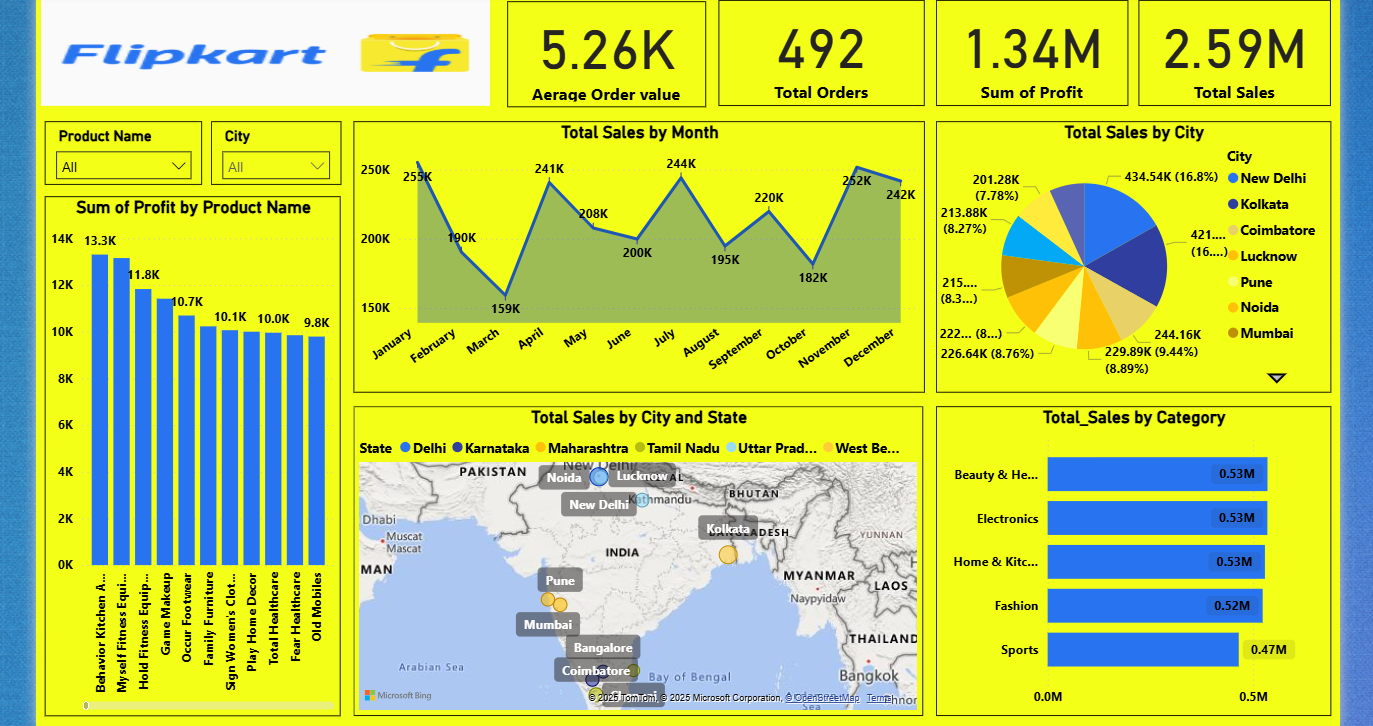 Flipkart
5.26K
Aerage Order value
492
Total Orders
1.34M
Sum of Profit
2.59M
Total Sales
Product Name
All
City
All
Sum of Profit by Product Name
14K
12K
10K
8K
6K
4K
2K
0K
13.3K
11.8K
10.7K
10.1K
10.0K
9.8K
Behavior Kitchen A...
Myself Fitness Equi...
Hold Fitness Equip...
Game Makeup
Occur Footwear
Family Furniture
Sign Women's Clot...
Play Home Decor
Total Healthcare
Fear Healthcare
Old Mobiles
Total Sales by Month
250K
200K
150K
255K
190K
159K
241K
208K
200K
244K
195K
220K
182K
252K
242K
January
February
March
April
May
June
July
August
September
October
November
December
Total Sales by City
434.54K (16.8%)
421....
(16....)
244.16K
(9.44%)
229.89K
(8.89%)
226.64K (8.76%)
222... (8...)
215....
(8.3...)
213.88K
(8.27%)
201.28K
(7.78%)
City
New Delhi
Kolkata
Coimbatore
Lucknow
Pune
Noida
Mumbai
Total Sales by City and State
State Delhi Karnataka Maharashtra Tamil Nadu Uttar Prad... West Be...
PAKISTAN
New Delhi
Noida
Lucknow
New Delhi
Kathmandu
BHUTAN
Kolkata
BANGLADESH
YUNNAN
Dhabi
Muscat
Mascat
INDIA
MAN
Pune
MYANMAR
LAOS
Naypyidaw
Mumbai
Bangalore
THAILAND
Coimbatore
Arabian Sea
Bay of Bengal
Bangkok
Microsoft Bing
© 2025 TomTom, © 2025 Microsoft Corporation, © OpenStreetMap Terms
Total_Sales by Category
Beauty & He...
0.53M
Electronics
0.53M
Home & Kitc...
0.53M
Fashion
0.52M
Sports
0.47M
0.0M
0.5M